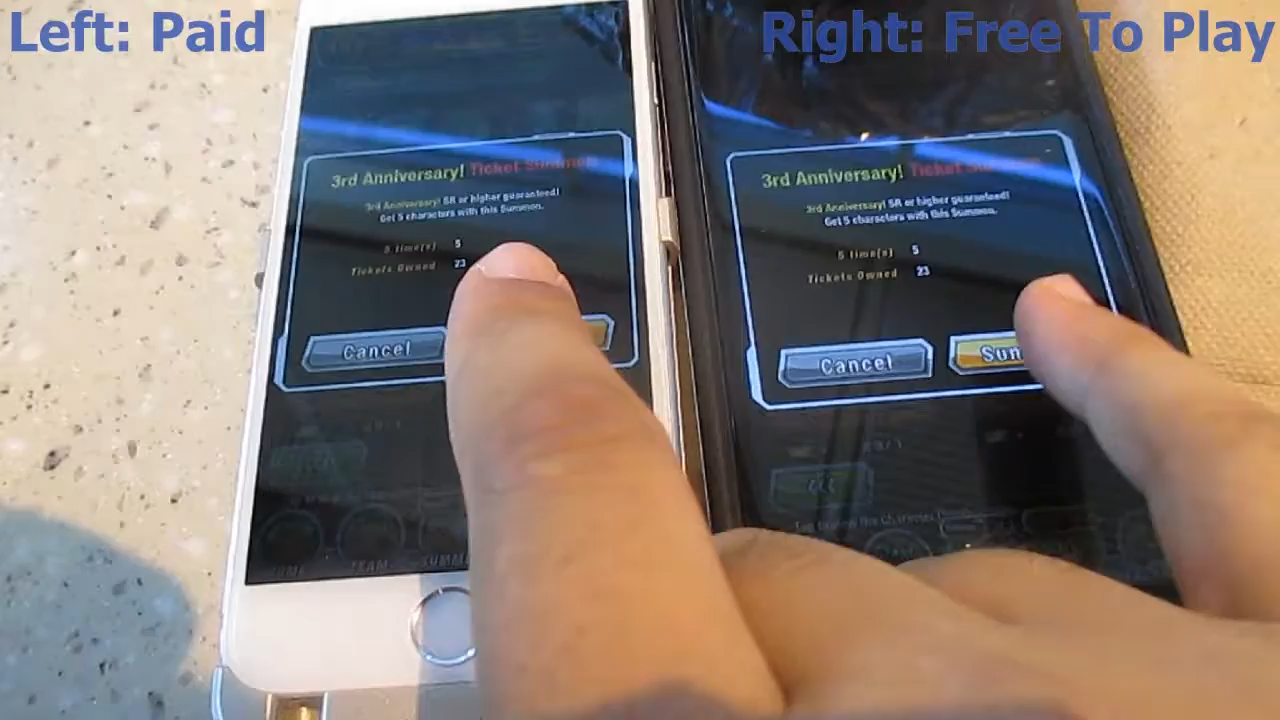 Left: Paid
Right: Free To Play
3rd Anniversary! Ticket Summon
3rd Anniversary! SR or higher guaranteed!
Get 5 characters with this Summon.
5 time(s) 5
Tickets Owned 23
Cancel
3rd Anniversary! Ticket
3rd Anniversary! SR or higher guaranteed!
Get 5 characters with this Summon.
5 time(s) 5
Tickets Owned 23
Cancel
Sum
TEAM